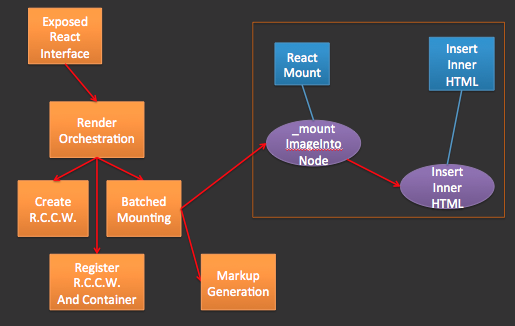 Exposed
React
Interface
Render
Orchestration
Create
R.C.C.W.
Batched
Mounting
Register
R.C.C.W.
And Container
Markup
Generation
React
Mount
Insert
Inner
HTML
_mount
ImageInto
Node
Insert
Inner
HTML